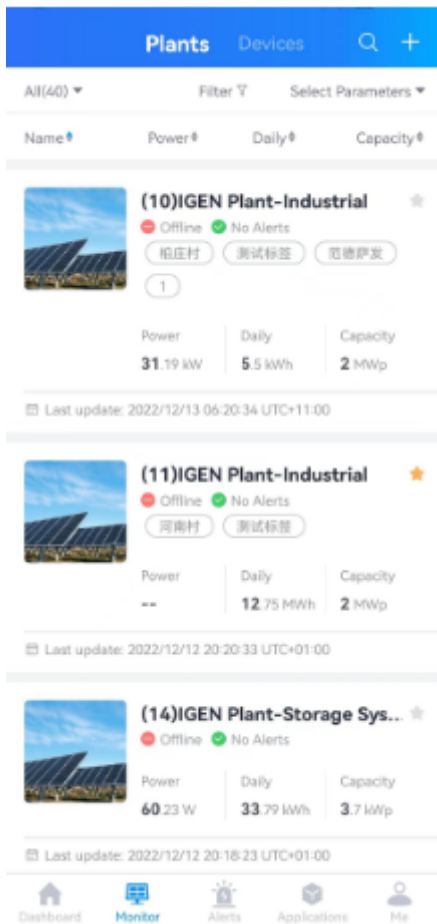 Plants Devices
All(40) Filter Select Parameters
Name Power Daily Capacity
(10)IGEN Plant-Industrial
Offline No Alerts
柏庄村 测试标签 范德萨发
1
Power Daily Capacity
31.19 kW 5.5 kWh 2 MWp
Last update: 2022/12/13 06:20:34 UTC+11:00
(11)IGEN Plant-Industrial
Offline No Alerts
河南村 测试标签
Power Daily Capacity
-- 12.75 MWh 2 MWp
Last update: 2022/12/12 20:20:33 UTC+01:00
(14)IGEN Plant-Storage Sys...
Offline No Alerts
Power Daily Capacity
60.23 W 33.79 kWh 3.7 kWp
Last update: 2022/12/12 20:18:23 UTC+01:00
Dashboard Monitor Alerts Applications Me